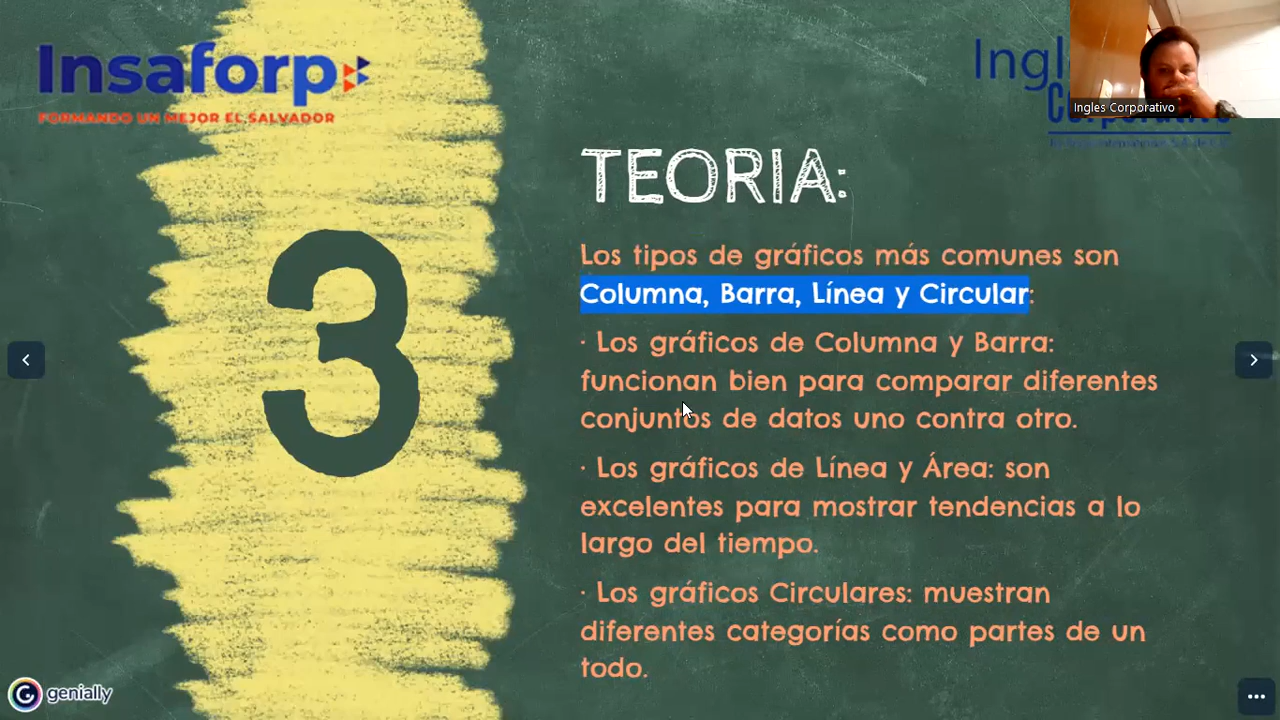 Insaforp
FORMANDO UN MEJOR EL SALVADOR
Ingles Corporativo
TEORIA:
3
Los tipos de gráficos más comunes son
Columna, Barra, Línea y Circular:
· Los gráficos de Columna y Barra:
funcionan bien para comparar diferentes
conjuntos de datos uno contra otro.
· Los gráficos de Línea y Área: son
excelentes para mostrar tendencias a lo
largo del tiempo.
· Los gráficos Circulares: muestran
diferentes categorías como partes de un
todo.
genially